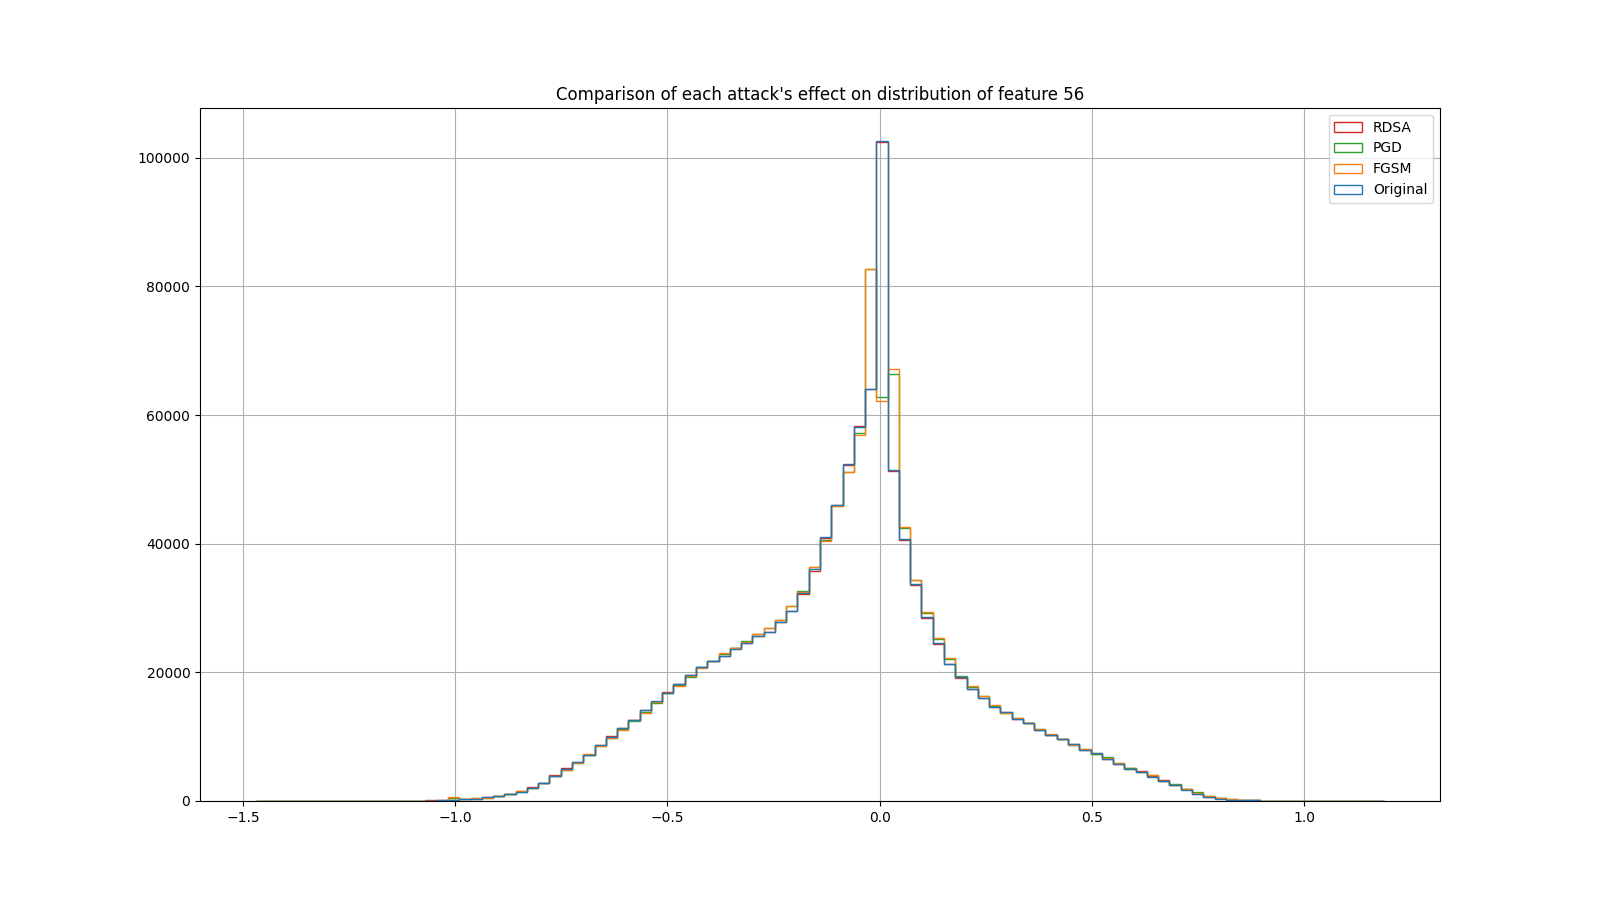 Comparison of each attack's effect on distribution of feature 56
RDSA
PGD
FGSM
Original
100000
80000
60000
40000
20000
0
−1.5
−1.0
−0.5
0.0
0.5
1.0